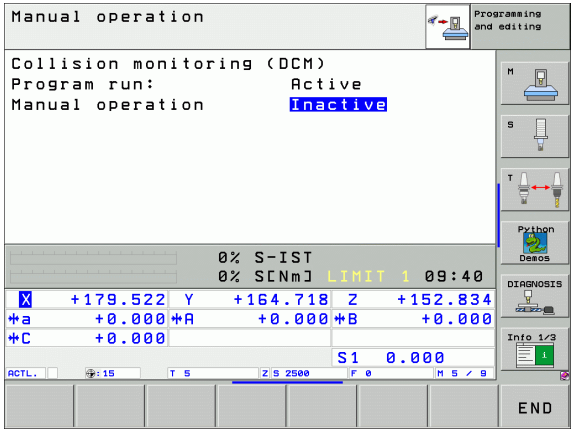 Manual operation
Programming
and editing
Collision monitoring (DCM)
Program run: Active
Manual operation Inactive
M
S
T
Python
Demos
DIAGNOSIS
Info 1/3
i
0% S-IST
0% S[Nm] LIMIT 1 09:40
X +179.522 Y +164.718 Z +152.834
a +0.000 A +0.000 B +0.000
C +0.000
S1 0.000
ACTL. : 15 T 5 Z S 2500 F 0 M 5 / 9
END